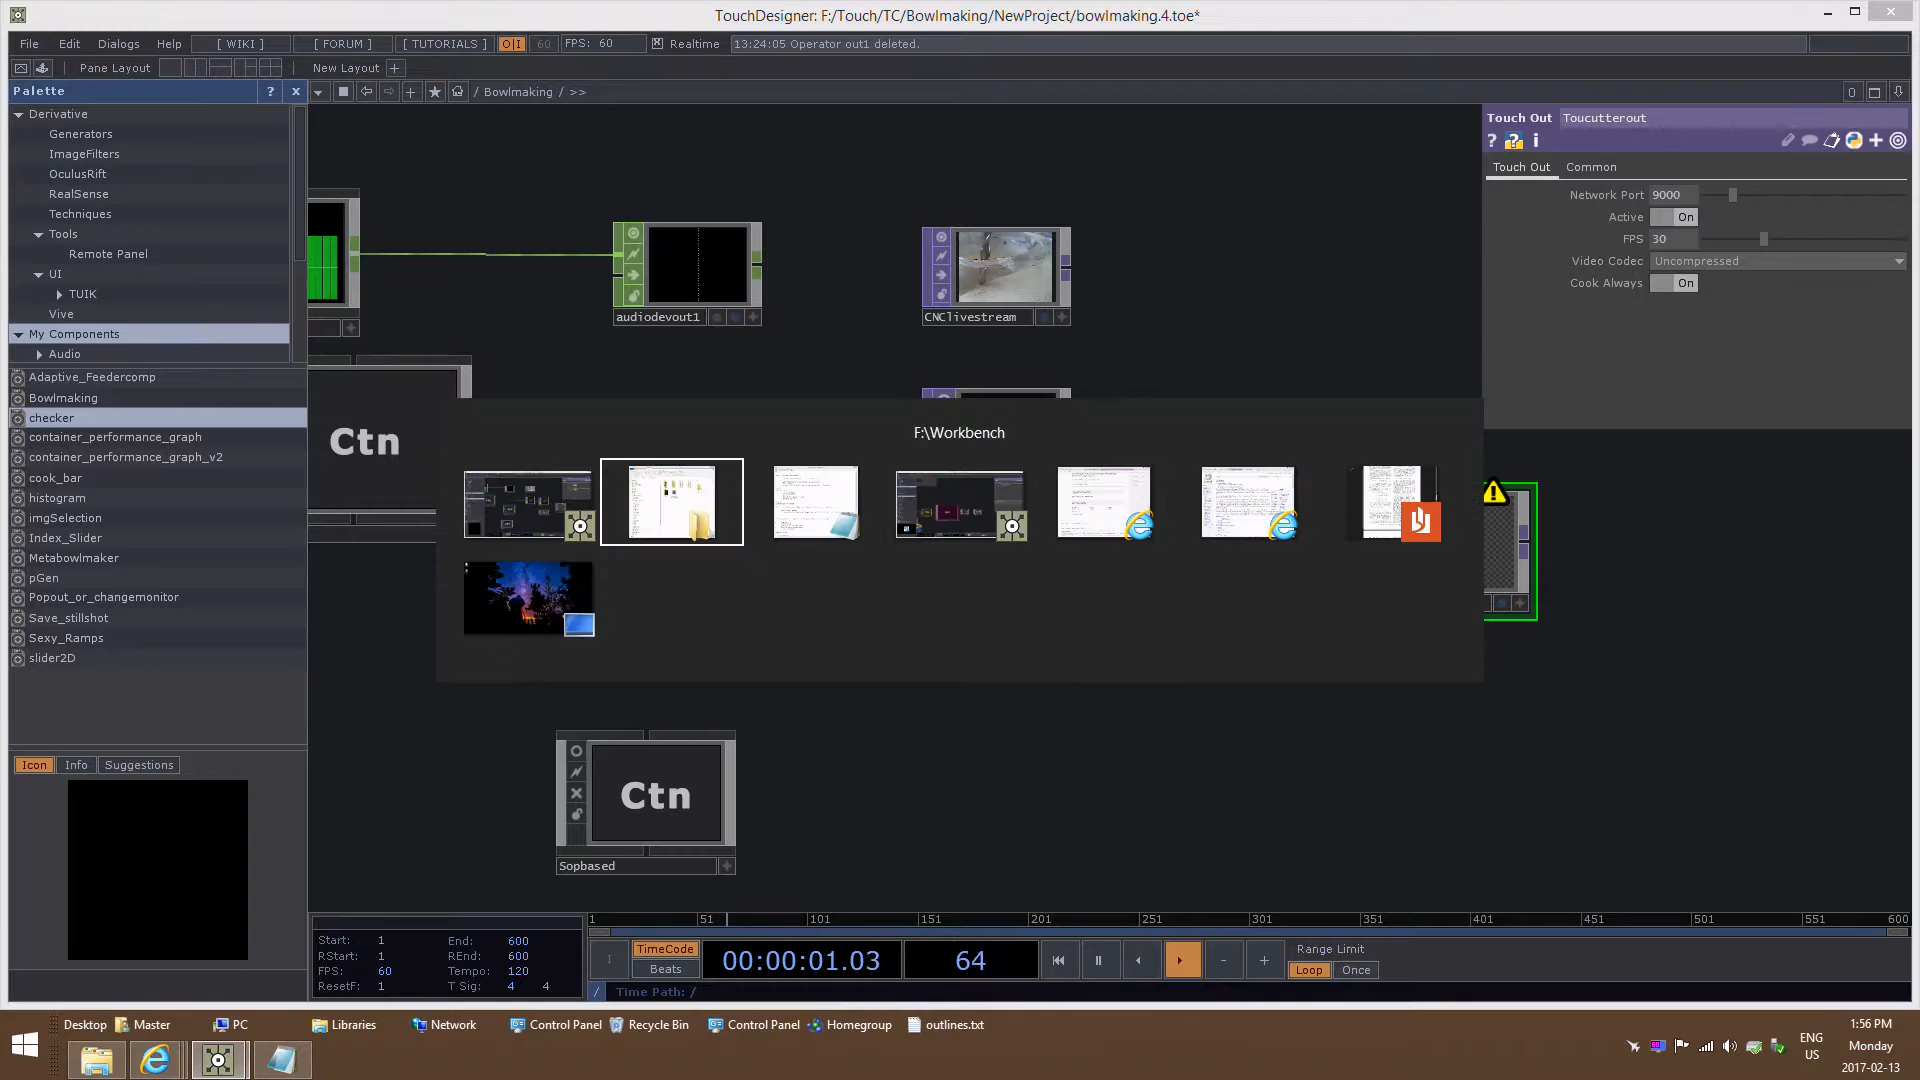 TouchDesigner: F:/Touch/TC/Bowlmaking/NewProject/bowlmaking.4.toe*
File Edit Dialogs Help [ WIKI ] [ FORUM ] [ TUTORIALS ] O|I 60 FPS: 60 Realtime 13:24:05 Operator out1 deleted.
Pane Layout New Layout +
Palette ? x / Bowlmaking / >> 0
Derivative
Generators
ImageFilters
OculusRift
RealSense
Techniques
Tools
Remote Panel
UI
TUIK
Vive
My Components
Audio
Adaptive_Feedercomp
Bowlmaking
checker
container_performance_graph
container_performance_graph_v2
cook_bar
histogram
imgSelection
Index_Slider
Metabowlmaker
pGen
Popout_or_changemonitor
Save_stillshot
Sexy_Ramps
slider2D
Icon Info Suggestions
audiodevout1
CNClivestream
Ctn
F:\Workbench
Ctn
Sopbased
Touch Out Toucutterout
? ? i
Touch Out Common
Network Port 9000
Active On
FPS 30
Video Codec Uncompressed
Cook Always On
1 51 101 151 201 251 301 351 401 451 501 551 600
Start: 1 End: 600
RStart: 1 REnd: 600
FPS: 60 Tempo: 120
ResetF: 1 T Sig: 4 4
TimeCode
Beats
00:00:01.03 64
- +
Range Limit
Loop Once
/ Time Path: /
Desktop Master PC Libraries Network Control Panel Recycle Bin Control Panel Homegroup outlines.txt
ENG
US
1:56 PM
Monday
2017-02-13